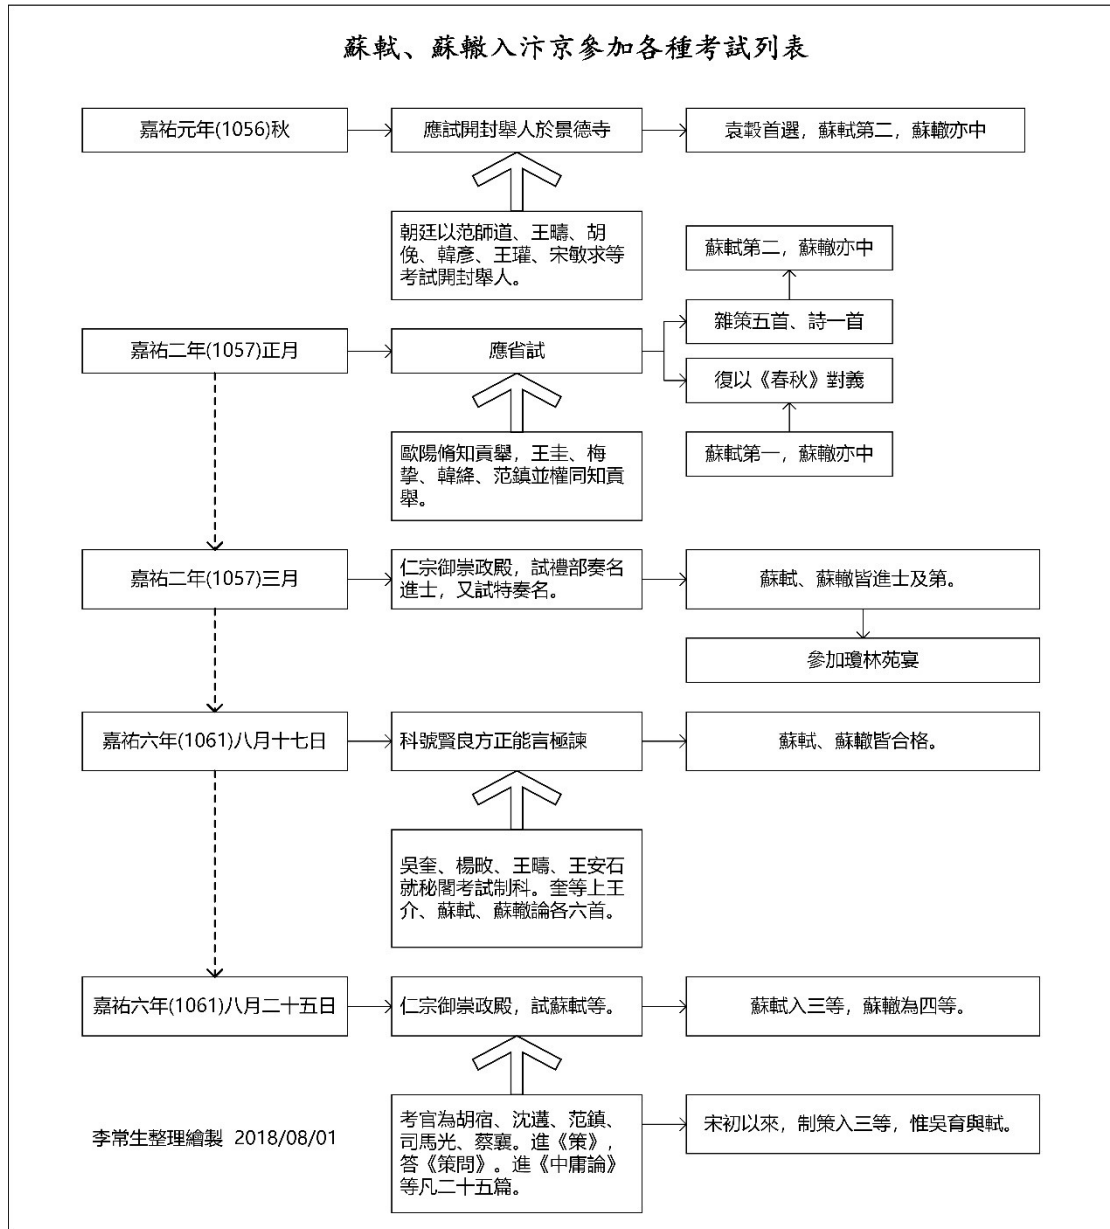 蘇軾、蘇轍入汴京參加各種考試列表
嘉祐元年(1056)秋
應試開封舉人於景德寺
袁轂首選，蘇軾第二，蘇轍亦中
朝廷以范師道、王疇、胡
俛、韓彥、王瓘、宋敏求等
考試開封舉人。
蘇軾第二，蘇轍亦中
雜策五首、詩一首
嘉祐二年(1057)正月
應省試
復以《春秋》對義
蘇軾第一，蘇轍亦中
歐陽脩知貢舉，王圭、梅
摯、韓絳、范鎮並權同知貢
舉。
嘉祐二年(1057)三月
仁宗御崇政殿，試禮部奏名
進士，又試特奏名。
蘇軾、蘇轍皆進士及第。
參加瓊林苑宴
嘉祐六年(1061)八月十七日
科號賢良方正能言極諫
蘇軾、蘇轍皆合格。
吳奎、楊畋、王疇、王安石
就秘閣考試制科。奎等上王
介、蘇軾、蘇轍論各六首。
嘉祐六年(1061)八月二十五日
仁宗御崇政殿，試蘇軾等。
蘇軾入三等，蘇轍為四等。
考官為胡宿、沈遘、范鎮、
司馬光、蔡襄。進《策》，
答《策問》。進《中庸論》
等凡二十五篇。
宋初以來，制策入三等，惟吳育與軾。
李常生整理繪製 2018/08/01